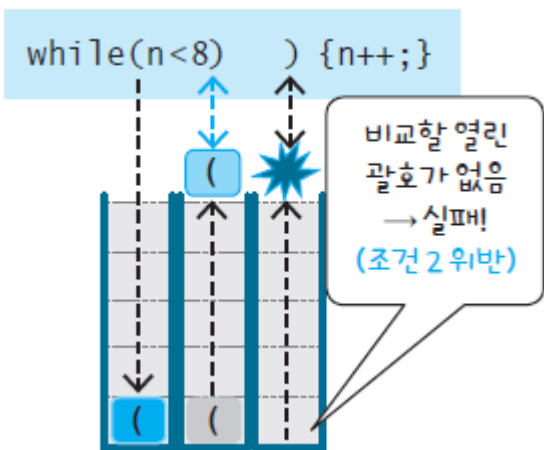 while(n<8)   ) {n++;}
(
비교할 열린
괄호가 없음
→ 실패!
(조건 2 위반)
( (